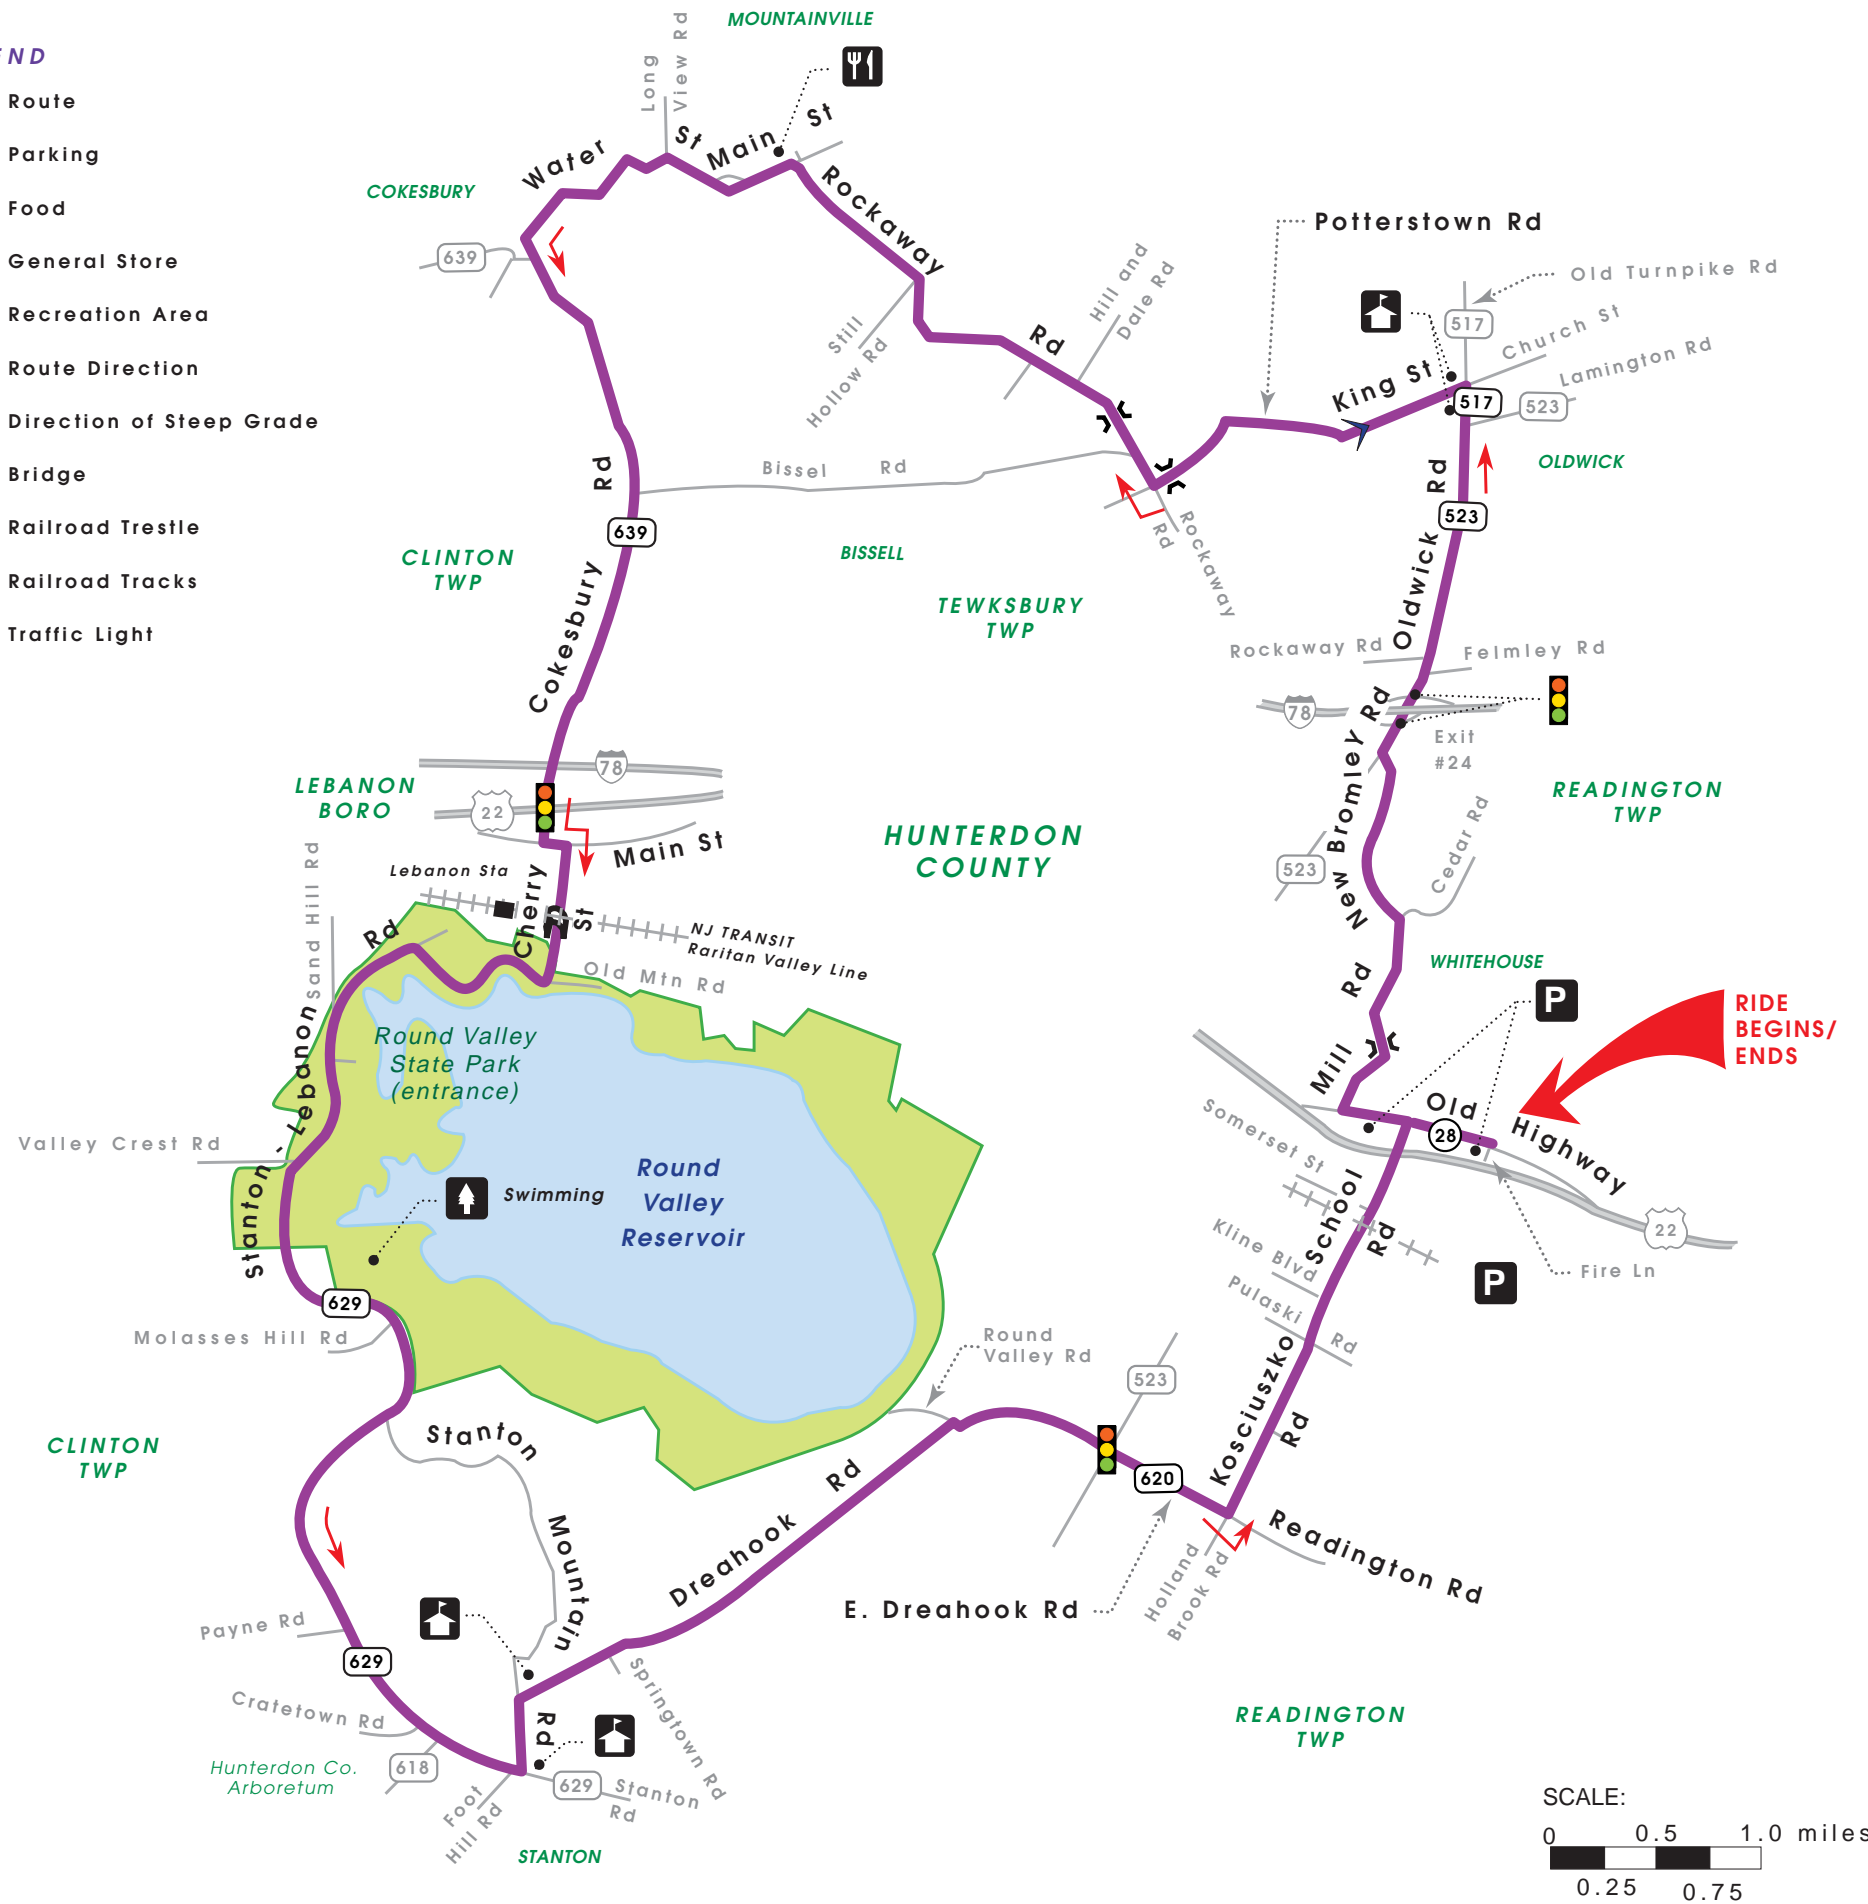 END
Route
Parking
Food
General Store
Recreation Area
Route Direction
Direction of Steep Grade
Bridge
Railroad Trestle
Railroad Tracks
Traffic Light
MOUNTAINVILLE
Long
View Rd
Water
St
Main
St
COKESBURY
639
Rockaway
Rd
Still
Hollow Rd
Hill and
Dale Rd
Potterstown Rd
Old Turnpike Rd
517
Church St
Lamington Rd
King St
517
523
OLDWICK
Bissel Rd
Rd
639
Cokesbury
CLINTON
TWP
BISSELL
TEWKSBURY
TWP
Rd
Rockaway
Rd
523
Oldwick
Rockaway Rd
Felmley Rd
78
Rd
Exit
#24
New Bromley
READINGTON
TWP
523
Cedar Rd
LEBANON
BORO
78
22
Main St
HUNTERDON
COUNTY
Lebanon Sta
Cherry
St
NJ TRANSIT
Raritan Valley Line
Old Mtn Rd
Sand Hill Rd
Rd
Stanton - Lebanon
Round Valley
State Park
(entrance)
Valley Crest Rd
Swimming
Round
Valley
Reservoir
629
Molasses Hill Rd
WHITEHOUSE
P
RIDE
BEGINS/
ENDS
Rd
Mill
Old
28
Highway
Somerset St
School
Rd
Kline Blvd
Pulaski
Rd
22
Fire Ln
P
Kosciuszko
Rd
Round
Valley Rd
523
620
Readington Rd
Holland
Brook Rd
E. Dreahook Rd
Dreahook
Rd
CLINTON
TWP
Stanton
Mountain
Rd
Payne Rd
629
Cratetown Rd
Hunterdon Co.
Arboretum
618
Foot
Hill Rd
629
Stanton
Rd
Springtown Rd
STANTON
READINGTON
TWP
SCALE:
0 0.5 1.0 miles
0.25 0.75